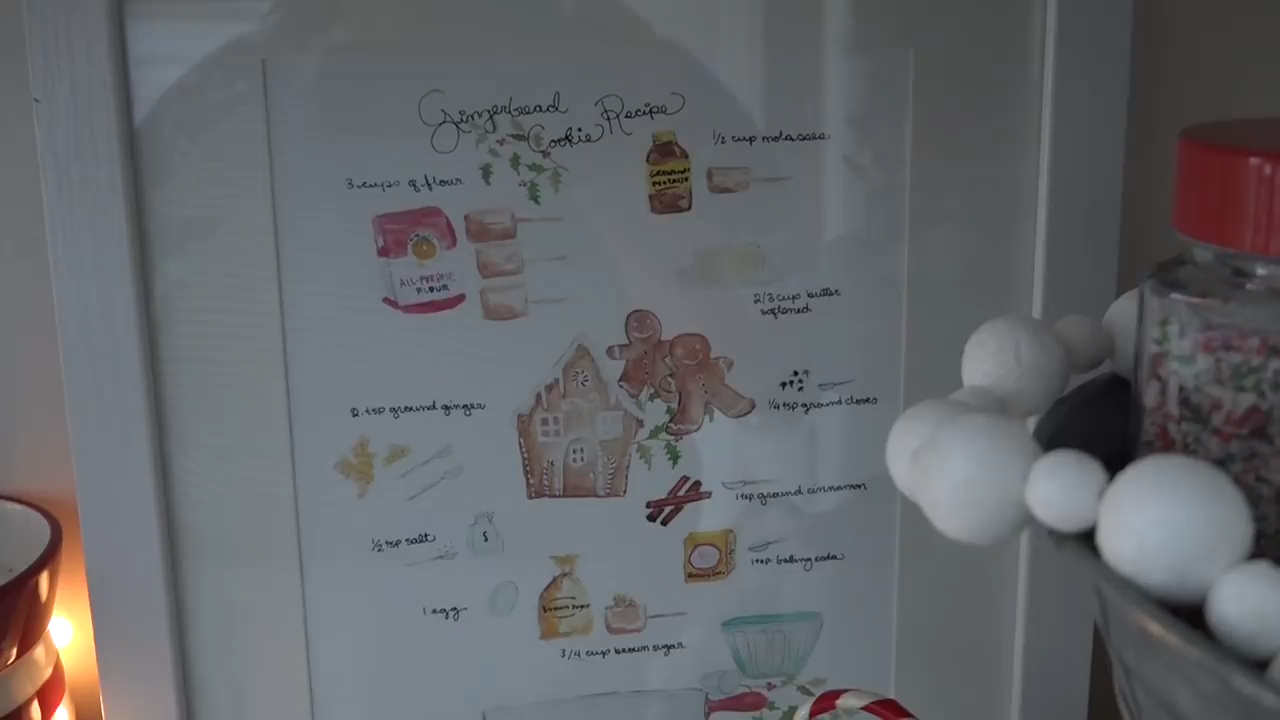 Gingerbread
Cookie Recipe
1/2 cup molasses
3 cups of flour
ALL-PURPOSE
FLOUR
2/3 cup butter
softened
2 tsp ground ginger
1/4 tsp ground cloves
1 tsp ground cinnamon
1/2 tsp salt
S
1 tsp baking soda
1 egg
brown sugar
3/4 cup brown sugar